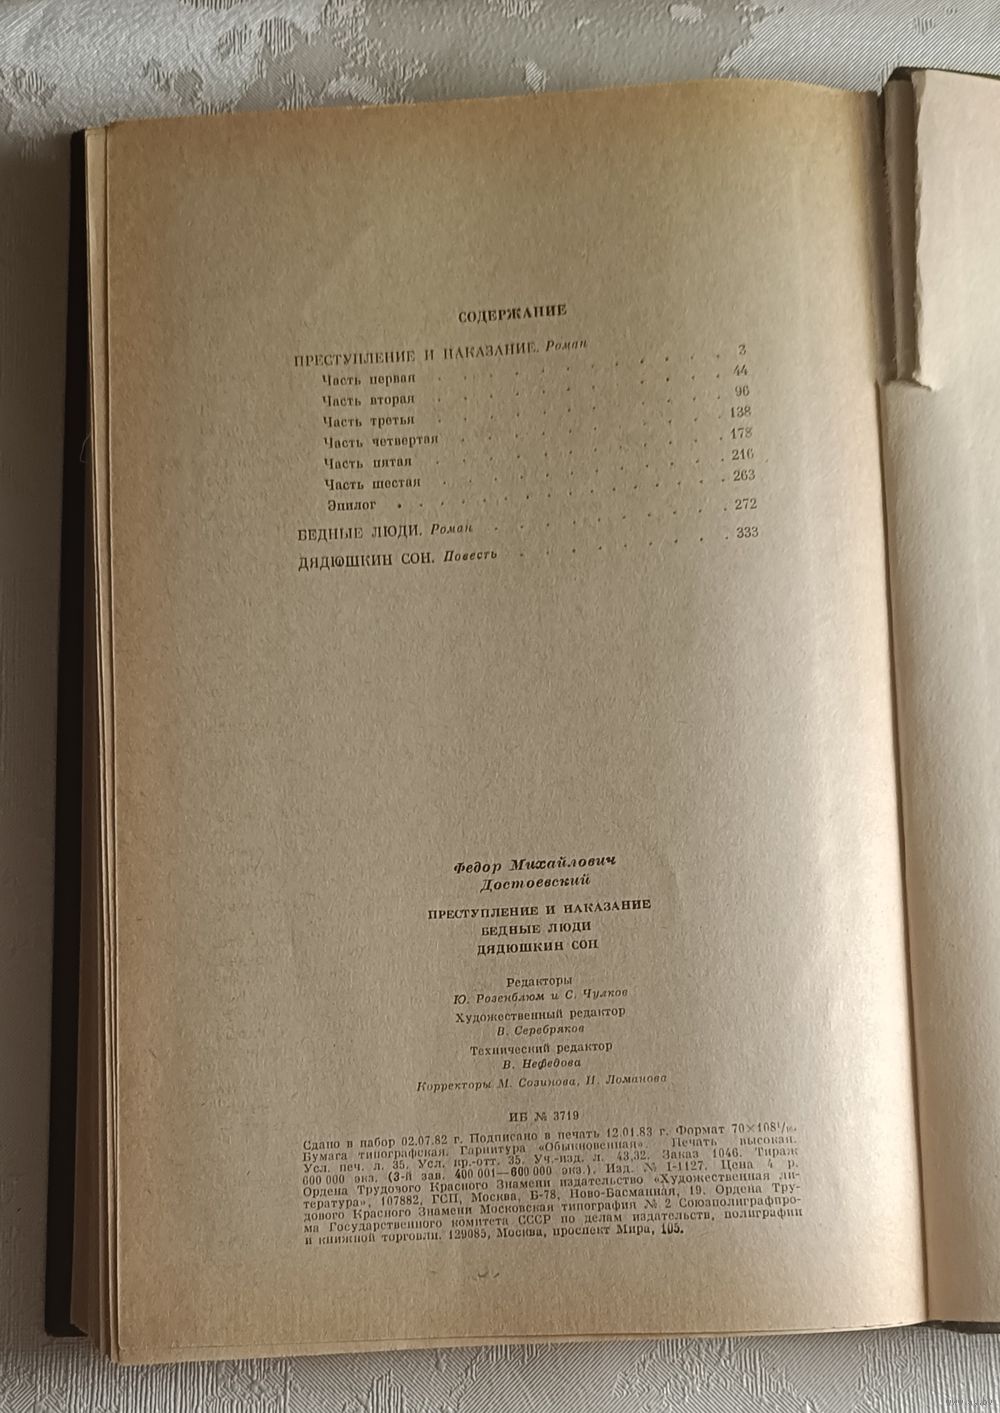 СОДЕРЖАНИЕ
ПРЕСТУПЛЕНИЕ И НАКАЗАНИЕ. Роман
Часть первая . . . . . . . . . . 3
Часть вторая . . . . . . . . . . 44
Часть третья . . . . . . . . . . 96
Часть четвертая . . . . . . . . . 138
Часть пятая . . . . . . . . . . 178
Часть шестая . . . . . . . . . . 216
Эпилог . . . . . . . . . . . . 263
БЕДНЫЕ ЛЮДИ. Роман . . . . . . . . 272
ДЯДЮШКИН СОН. Повесть . . . . . . . 333
Федор Михайлович
Достоевский
ПРЕСТУПЛЕНИЕ И НАКАЗАНИЕ
БЕДНЫЕ ЛЮДИ
ДЯДЮШКИН СОН
Редакторы
Ю. Розенблюм и С. Чулков
Художественный редактор
В. Серебряков
Технический редактор
В. Нефедова
Корректоры М. Созинова, Н. Ломанова
ИБ № 3719
Сдано в набор 02.07.82 г. Подписано в печать 12.01.83 г. Формат 70×108¹/₁₆.
Бумага типографская. Гарнитура «Обыкновенная». Печать высокая.
Усл. печ. л. 35. Усл. кр.-отт. 35. Уч.-изд. л. 43,32. Заказ 1046. Тираж
600 000 экз. (3-й зав. 400 001—600 000 экз.). Изд. № I-1127. Цена 4 р.
Ордена Трудового Красного Знамени издательство «Художественная ли-
тература», 107882, ГСП, Москва, Б-78, Ново-Басманная, 19. Ордена Тру-
дового Красного Знамени Московская типография № 2 Союзполиграфпро-
ма Государственного комитета СССР по делам издательств, полиграфии
и книжной торговли. 129085, Москва, проспект Мира, 105.